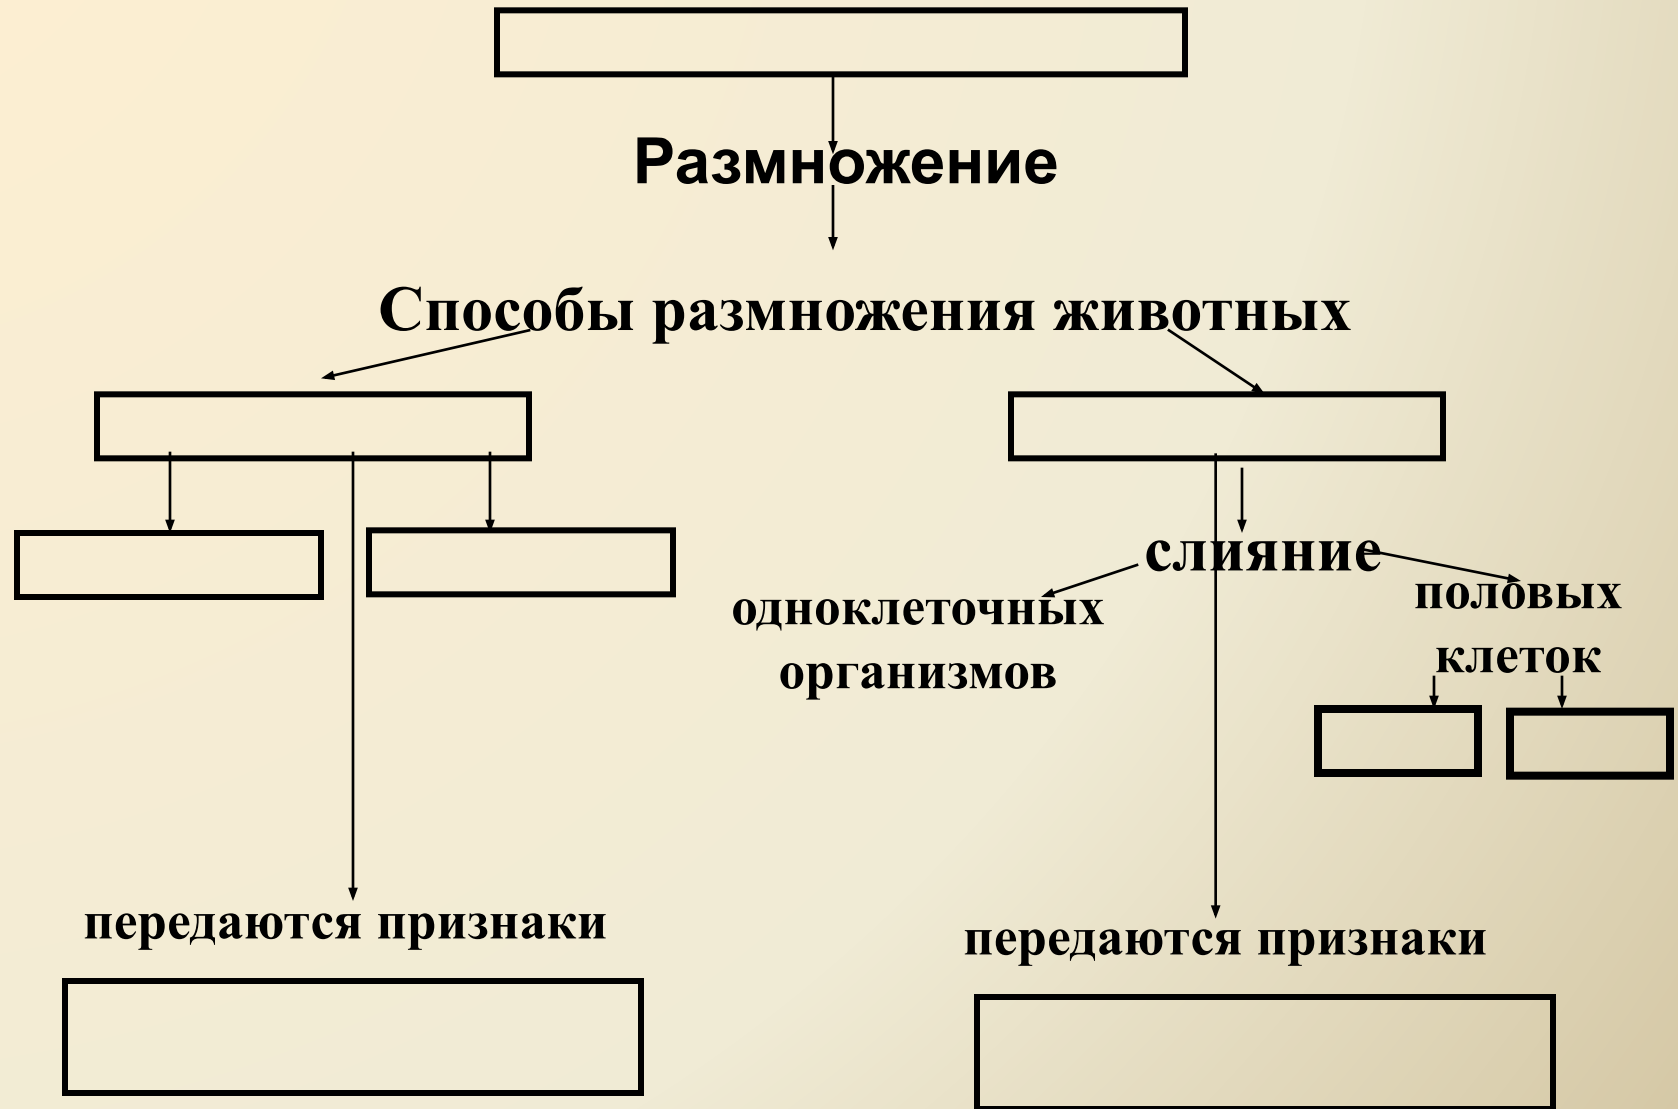 Размножение
Способы размножения животных
слияние
одноклеточных
организмов
половых
клеток
передаются признаки
передаются признаки